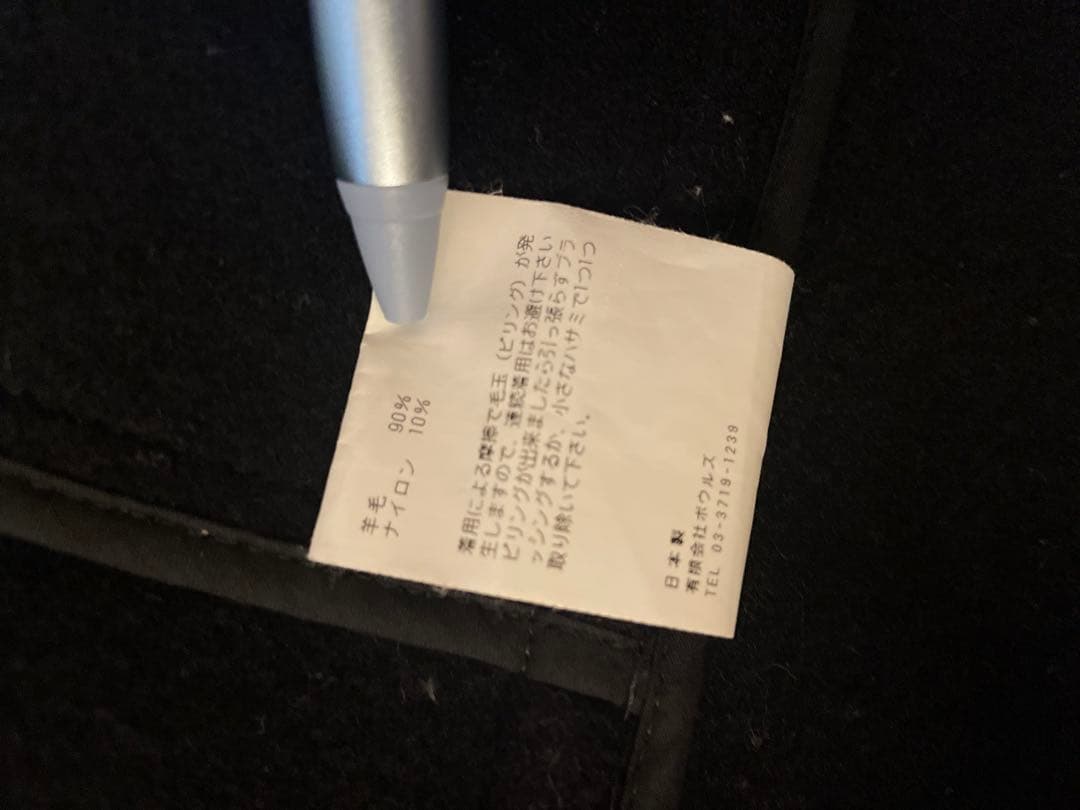 羊毛 90%
ナイロン 10%
着用による摩擦で毛玉（ピリング）が発
生しますので、連続着用はお避け下さい
ピリングが出来ましたら引っ張らずブラ
ッシングするか、小さなハサミで1つ1つ
取り除いて下さい。
日本製
有限会社ボウルズ
TEL 03-3719-1239